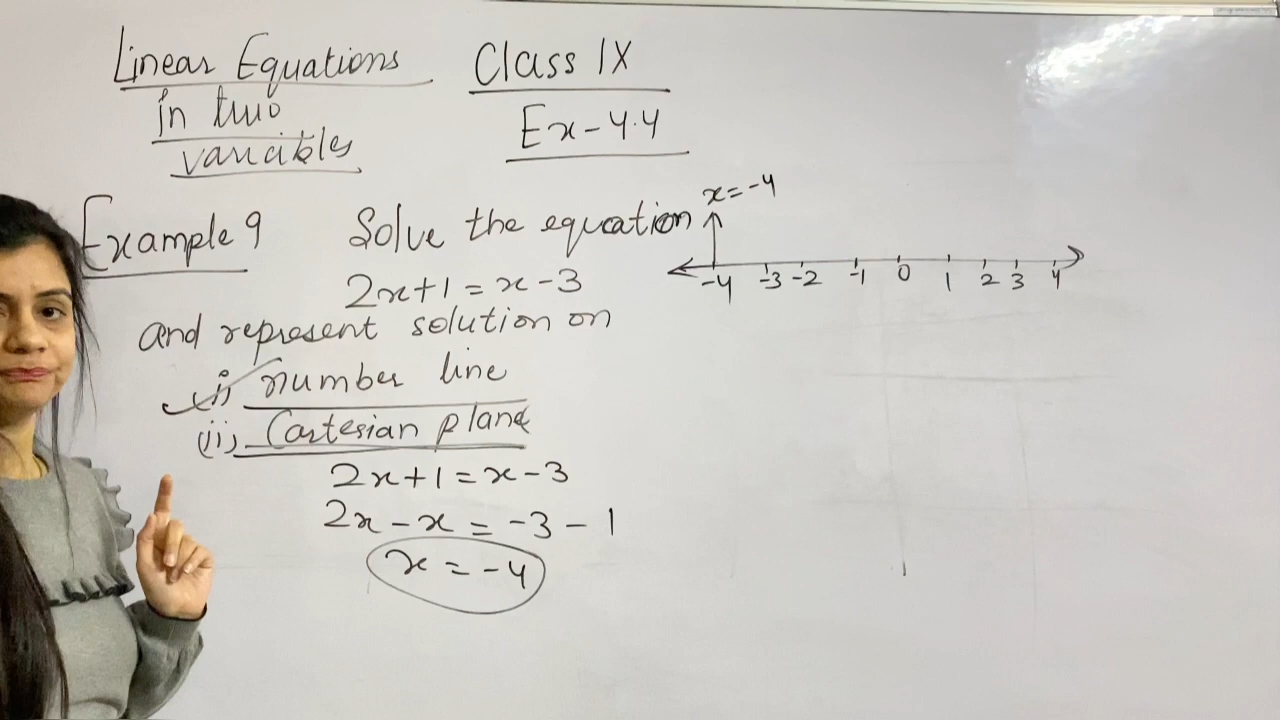 Linear Equations
in two
variables
Class IX
Ex-4.4
Example 9 Solve the equation
2x+1=x-3
and represent solution on
(i) number line
(ii) Cartesian plane
2x+1=x-3
2x-x=-3-1
x=-4
x=-4
-4 -3 -2 -1 0 1 2 3 4